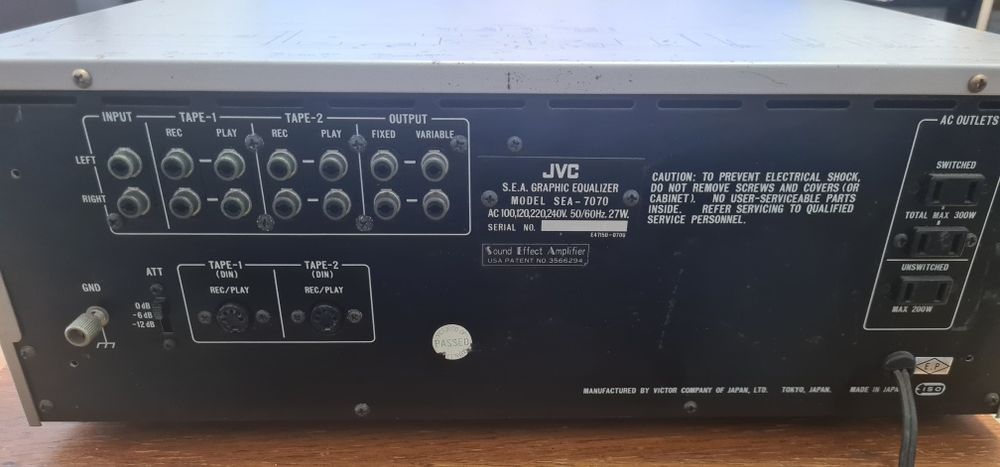 INPUT TAPE-1 TAPE-2 OUTPUT
REC PLAY REC PLAY FIXED VARIABLE
LEFT
RIGHT
JVC
S.E.A. GRAPHIC EQUALIZER
MODEL SEA-7070
AC 100,120,220,240V. 50/60Hz, 27W.
SERIAL NO.
E47150-070G
Sound Effect Amplifier
USA PATENT NO 3566294
CAUTION: TO PREVENT ELECTRICAL SHOCK,
DO NOT REMOVE SCREWS AND COVERS (OR
CABINET). NO USER-SERVICEABLE PARTS
INSIDE. REFER SERVICING TO QUALIFIED
SERVICE PERSONNEL.
AC OUTLETS
SWITCHED
TOTAL MAX 300W
UNSWITCHED
MAX 200W
GND
ATT
0 dB
-6 dB
-12 dB
TAPE-1 TAPE-2
(DIN) (DIN)
REC/PLAY REC/PLAY
PASSED
MANUFACTURED BY VICTOR COMPANY OF JAPAN, LTD. TOKYO, JAPAN. MADE IN JAPA